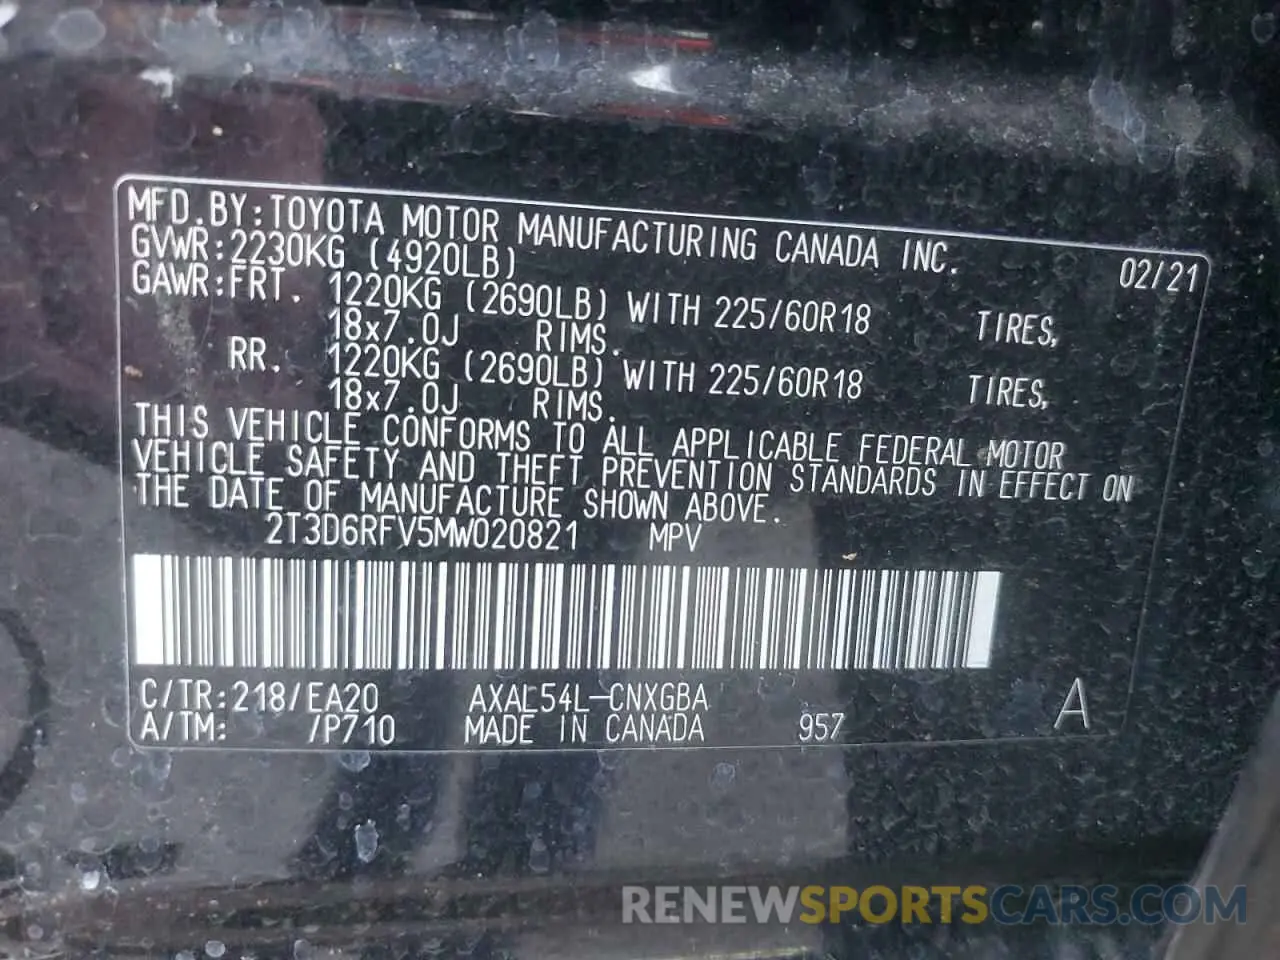 MFD.BY:TOYOTA MOTOR MANUFACTURING CANADA INC. 02/21
GVWR:2230KG (4920LB)
GAWR:FRT. 1220KG (2690LB) WITH 225/60R18 TIRES,
18x7.0J RIMS.
RR. 1220KG (2690LB) WITH 225/60R18 TIRES,
18x7.0J RIMS.
THIS VEHICLE CONFORMS TO ALL APPLICABLE FEDERAL MOTOR
VEHICLE SAFETY AND THEFT PREVENTION STANDARDS IN EFFECT ON
THE DATE OF MANUFACTURE SHOWN ABOVE.
2T3D6RFV5MW020821 MPV
C/TR:218/EA20 AXAL54L-CNXGBA
A/TM: /P710 MADE IN CANADA 957 A
RENEWSPORTSCARS.COM